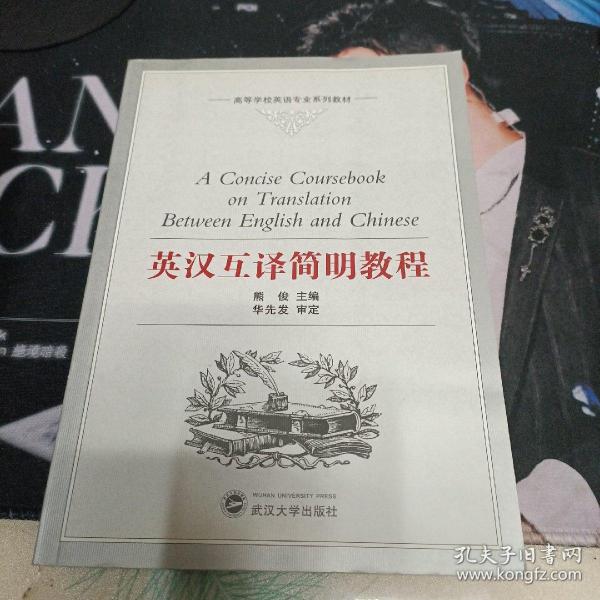 高等学校英语专业系列教材
A Concise Coursebook
on Translation
Between English and Chinese
英汉互译简明教程
熊 俊 主编
华先发 审定
WUHAN UNIVERSITY PRESS
武汉大学出版社
孔夫子旧书网
www.kongfz.com